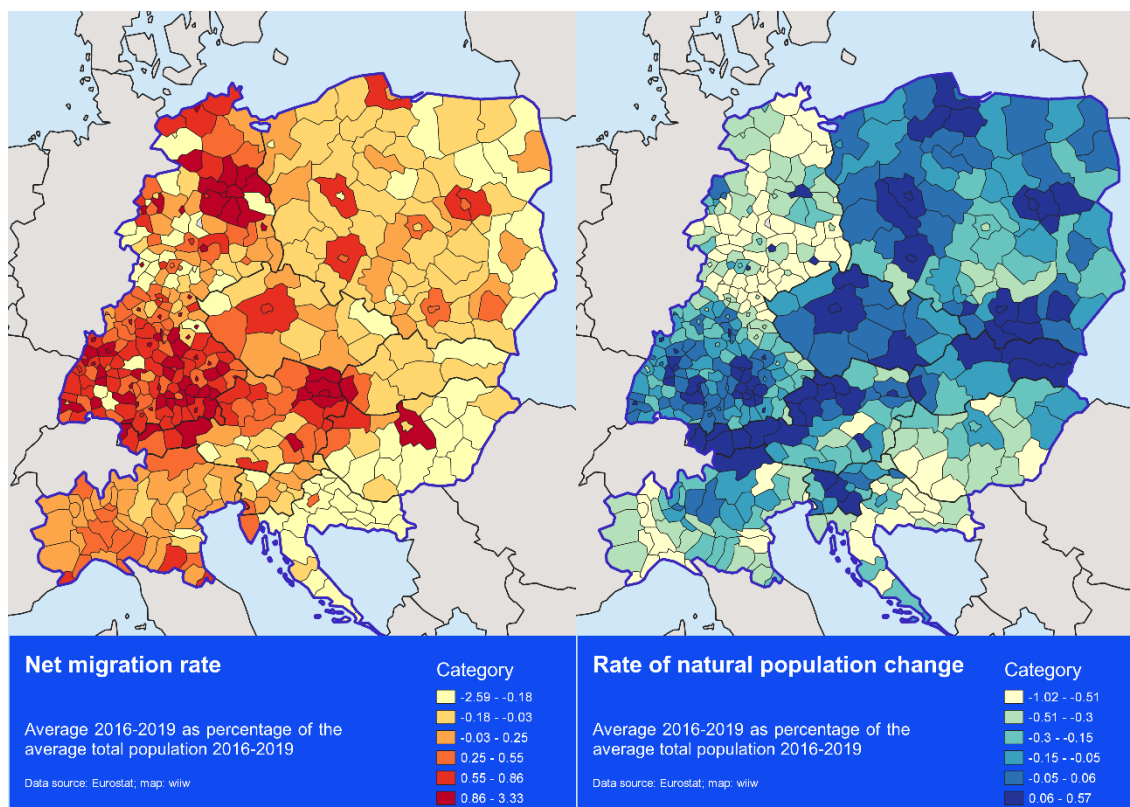 Net migration rate
Average 2016-2019 as percentage of the
average total population 2016-2019
Data source: Eurostat; map: wiiw
Category
-2.59 - -0.18
-0.18 - -0.03
-0.03 - 0.25
0.25 - 0.55
0.55 - 0.86
0.86 - 3.33
Rate of natural population change
Average 2016-2019 as percentage of the
average total population 2016-2019
Data source: Eurostat; map: wiiw
Category
-1.02 - -0.51
-0.51 - -0.3
-0.3 - -0.15
-0.15 - -0.05
-0.05 - 0.06
0.06 - 0.57